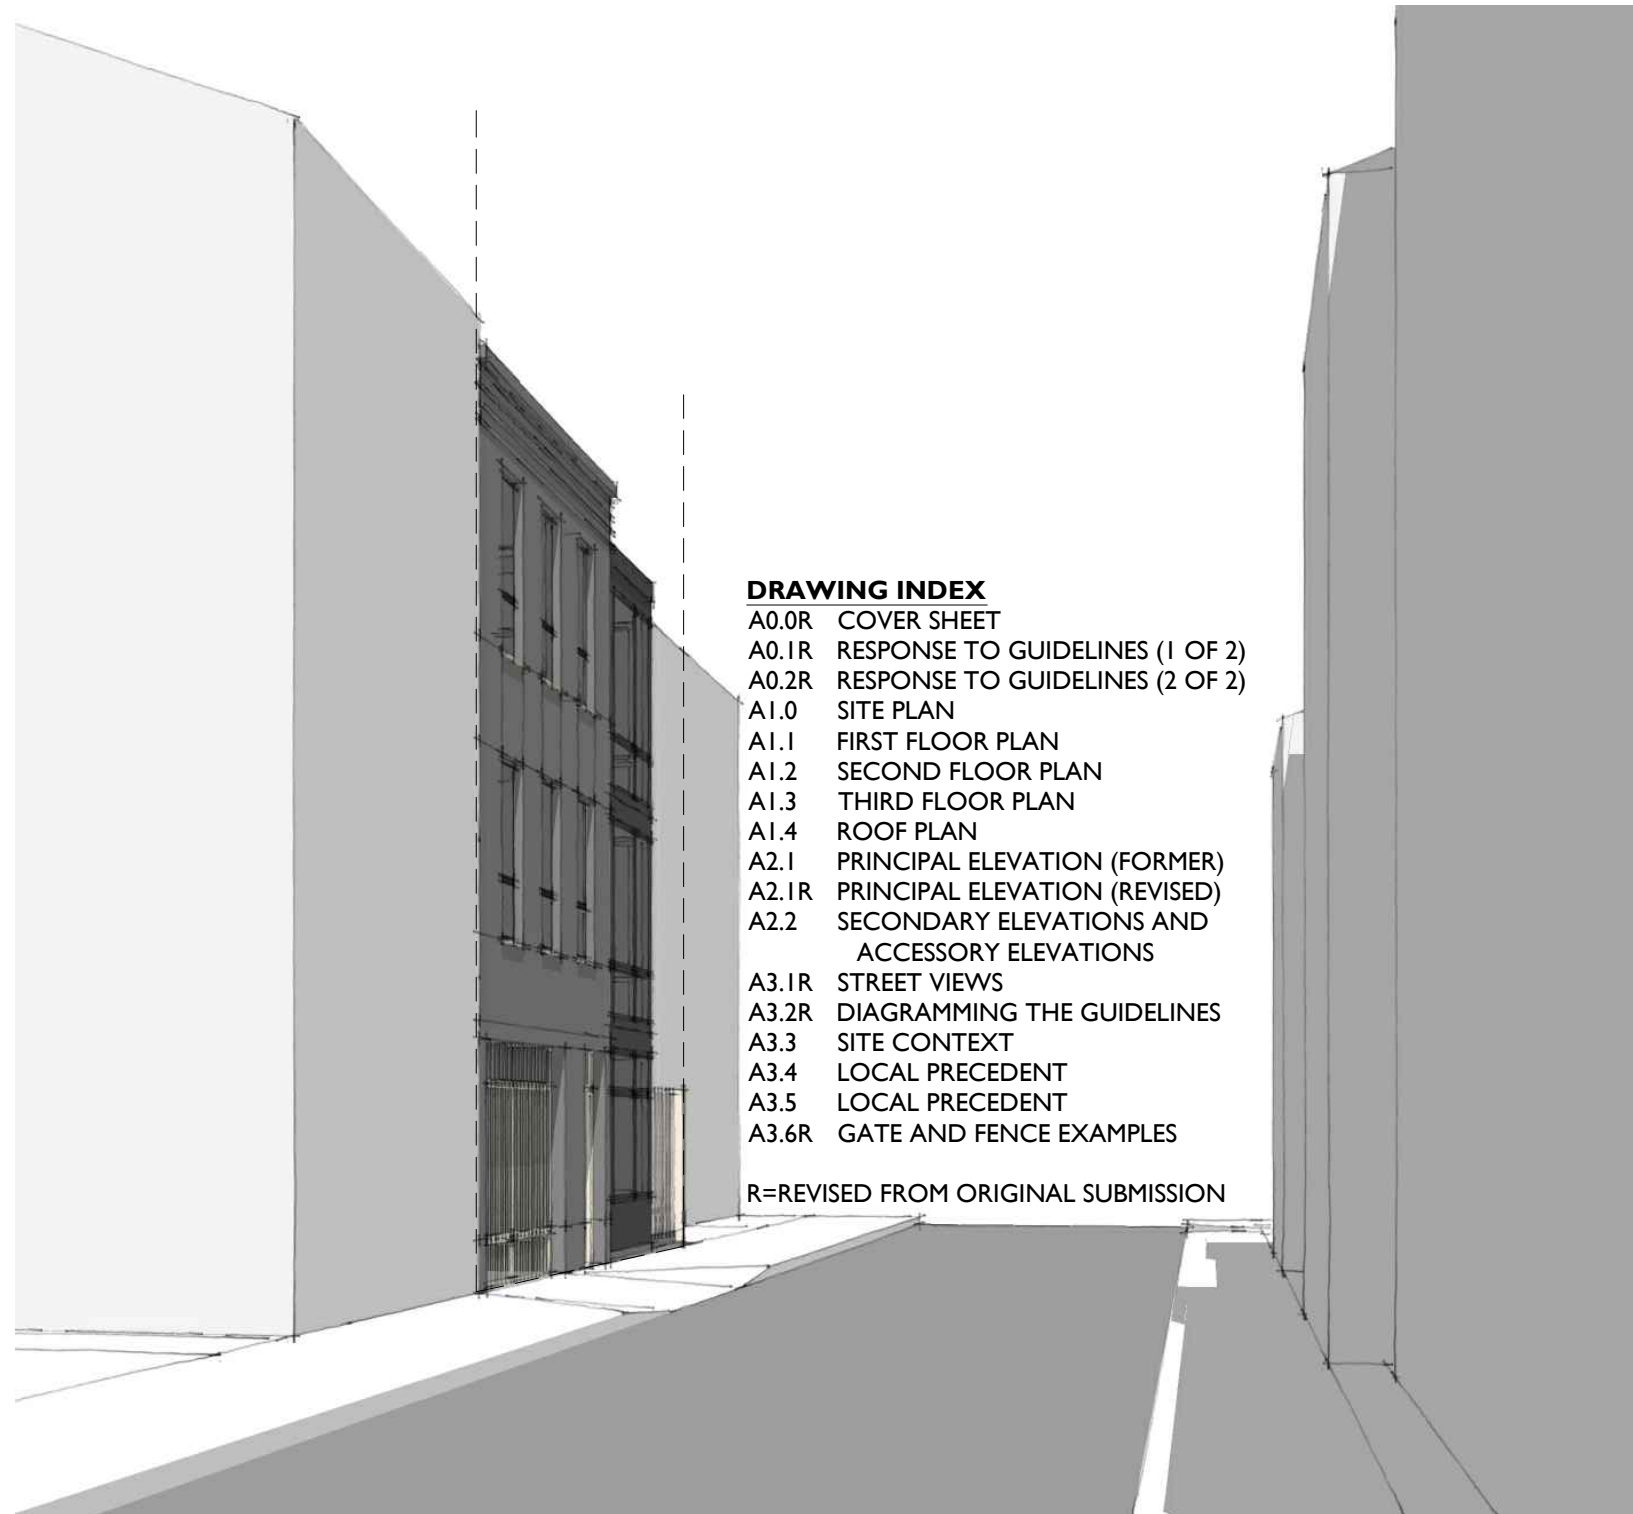 DRAWING INDEX
A0.0R COVER SHEET
A0.1R RESPONSE TO GUIDELINES (1 OF 2)
A0.2R RESPONSE TO GUIDELINES (2 OF 2)
A1.0 SITE PLAN
A1.1 FIRST FLOOR PLAN
A1.2 SECOND FLOOR PLAN
A1.3 THIRD FLOOR PLAN
A1.4 ROOF PLAN
A2.1 PRINCIPAL ELEVATION (FORMER)
A2.1R PRINCIPAL ELEVATION (REVISED)
A2.2 SECONDARY ELEVATIONS AND
ACCESSORY ELEVATIONS
A3.1R STREET VIEWS
A3.2R DIAGRAMMING THE GUIDELINES
A3.3 SITE CONTEXT
A3.4 LOCAL PRECEDENT
A3.5 LOCAL PRECEDENT
A3.6R GATE AND FENCE EXAMPLES
R=REVISED FROM ORIGINAL SUBMISSION